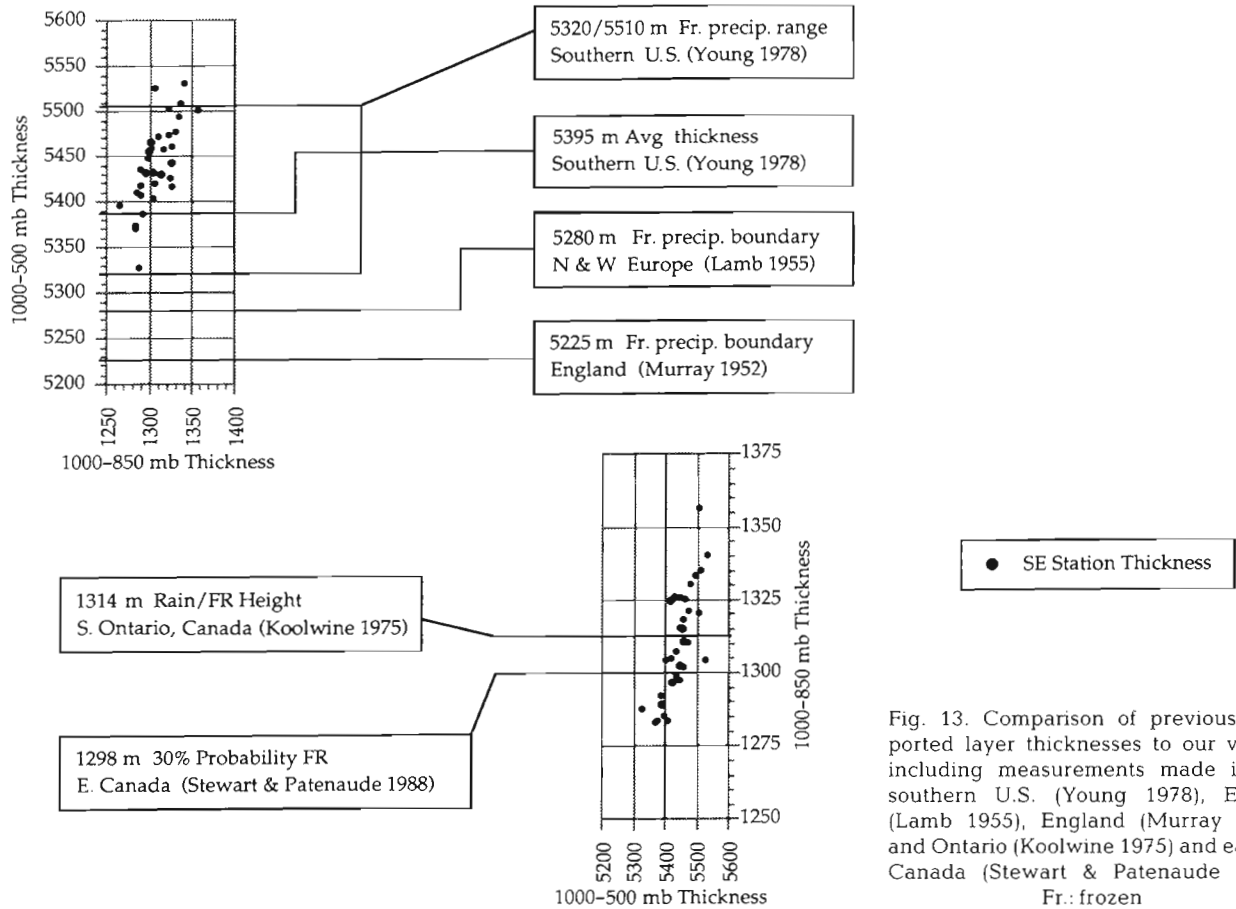 5600
5550
5500
5450
5400
5350
5300
5250
5200
1000–500 mb Thickness
1250
1300
1350
1400
1000–850 mb Thickness
5320/5510 m Fr. precip. range
Southern U.S. (Young 1978)
5395 m Avg thickness
Southern U.S. (Young 1978)
5280 m Fr. precip. boundary
N & W Europe (Lamb 1955)
5225 m Fr. precip. boundary
England (Murray 1952)
1314 m Rain/FR Height
S. Ontario, Canada (Koolwine 1975)
1298 m 30% Probability FR
E. Canada (Stewart & Patenaude 1988)
1375
1350
1325
1300
1275
1250
1000–850 mb Thickness
5200
5300
5400
5500
5600
1000–500 mb Thickness
SE Station Thickness
Fig. 13. Comparison of previous
ported layer thicknesses to our v
including measurements made i
southern U.S. (Young 1978), E
(Lamb 1955), England (Murray
and Ontario (Koolwine 1975) and ea
Canada (Stewart & Patenaude
Fr.: frozen